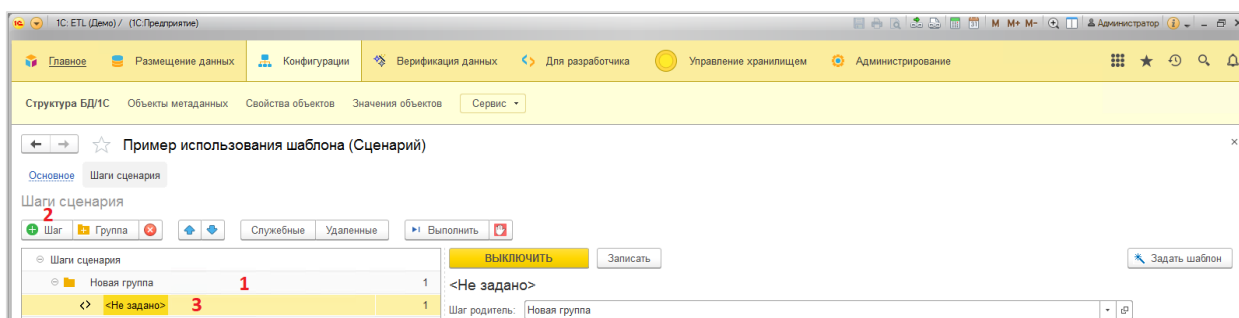 1С: ETL (Демо) / (1С:Предприятие) M M+ M- Администратор
Главное Размещение данных Конфигурации Верификация данных Для разработчика Управление хранилищем Администрирование
Структура БД/1С Объекты метаданных Свойства объектов Значения объектов Сервис
Пример использования шаблона (Сценарий)
Основное Шаги сценария
Шаги сценария
2
Шаг Группа Служебные Удаленные Выполнить
Шаги сценария ВЫКЛЮЧИТЬ Записать Задать шаблон
Новая группа 1 1 <Не задано>
<Не задано> 3 1 Шаг родитель: Новая группа